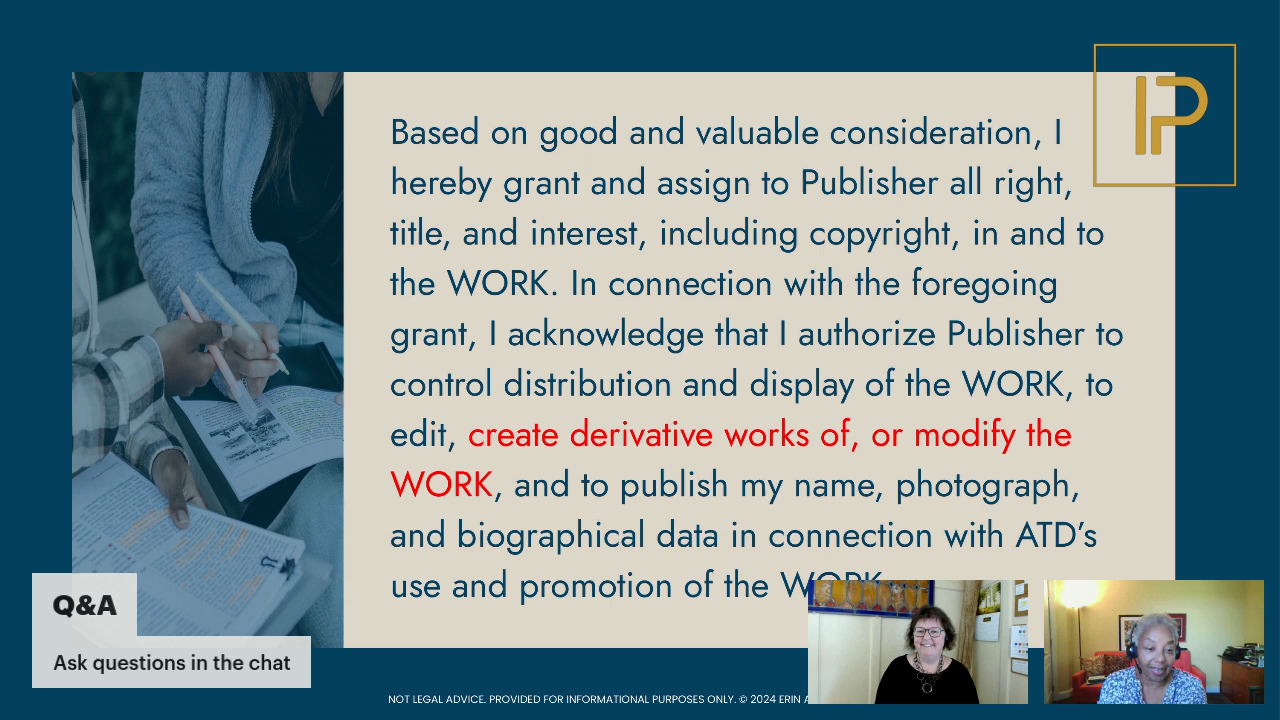 IP
Based on good and valuable consideration, I
hereby grant and assign to Publisher all right,
title, and interest, including copyright, in and to
the WORK. In connection with the foregoing
grant, I acknowledge that I authorize Publisher to
control distribution and display of the WORK, to
edit, create derivative works of, or modify the
WORK, and to publish my name, photograph,
and biographical data in connection with ATD’s
use and promotion of the WORK
Q&A
Ask questions in the chat
NOT LEGAL ADVICE. PROVIDED FOR INFORMATIONAL PURPOSES ONLY. © 2024 ERIN